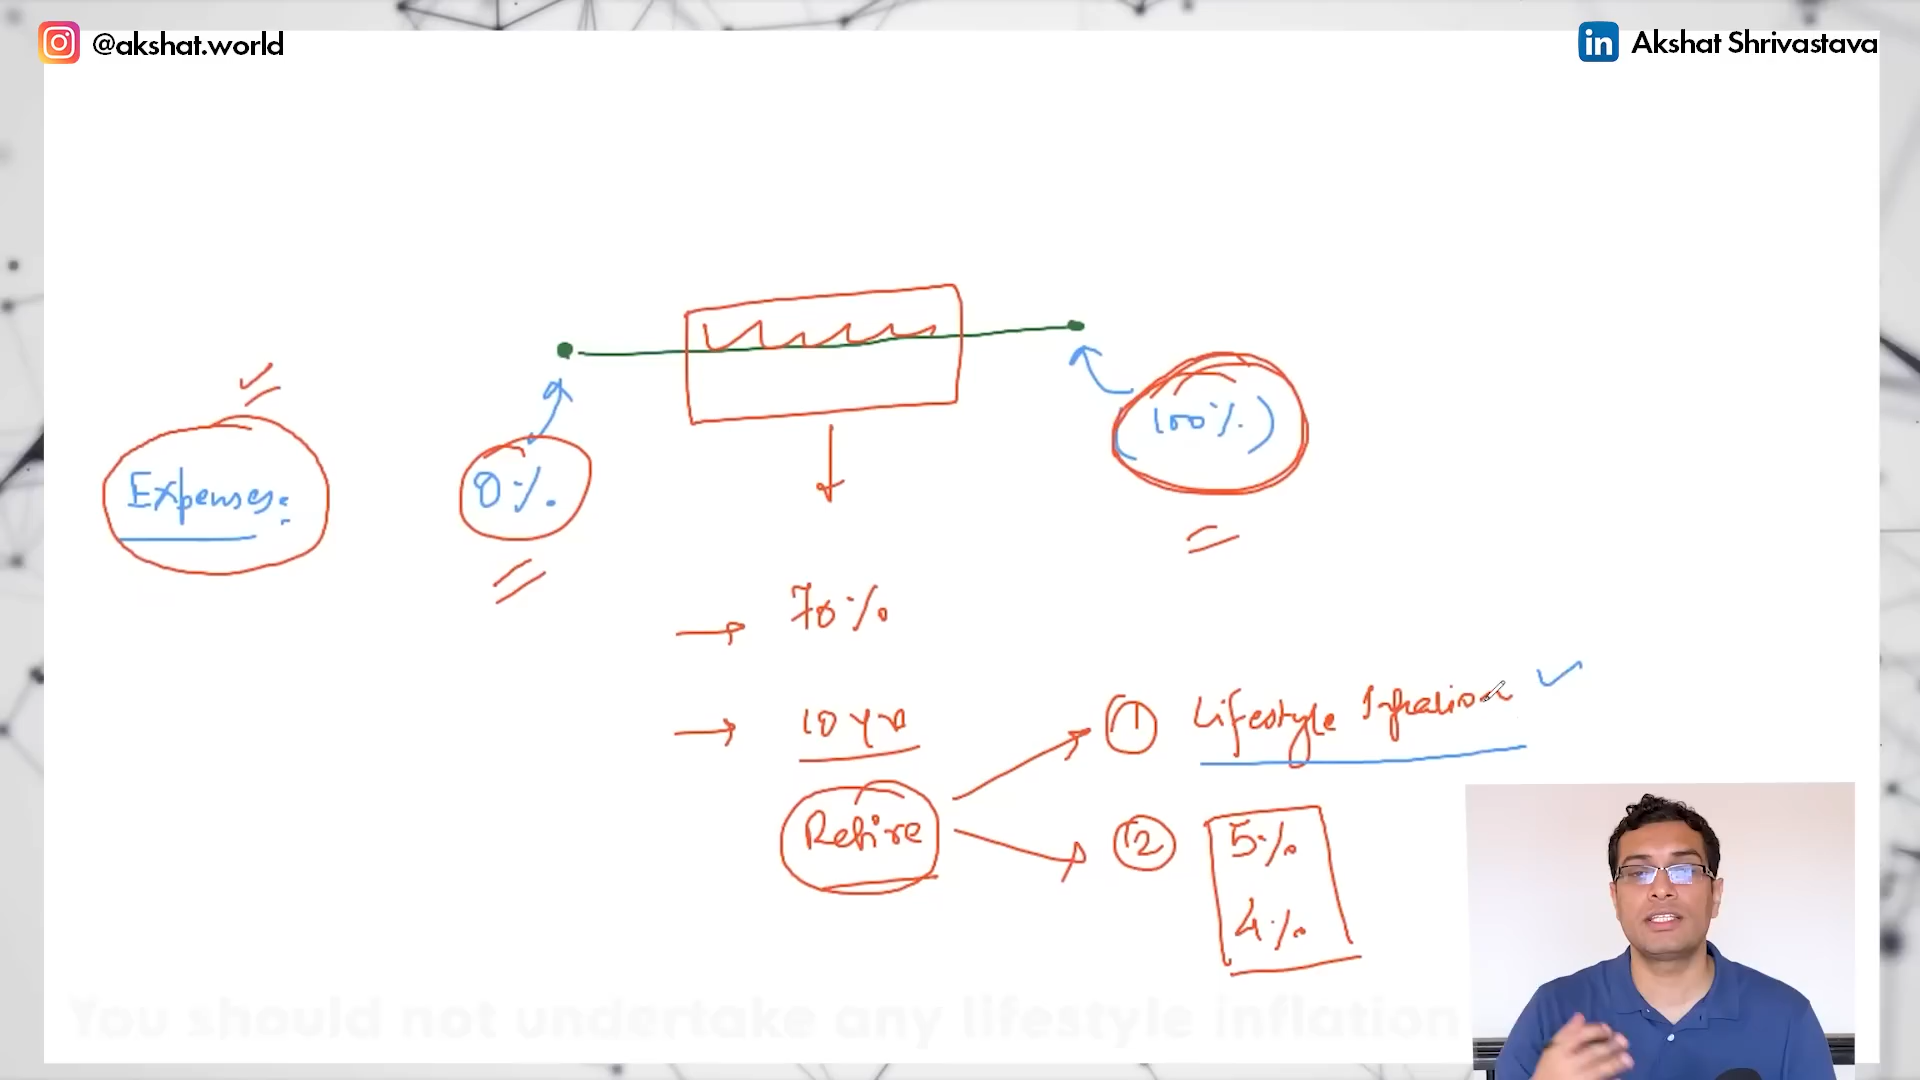 @akshat.world
in Akshat Shrivastava
Expenses:
0%.
(100%.)
70%
10 yrs
Retire
1 Lifestyle Inflation
2 5%
4%
You should not undertake any lifestyle inflation